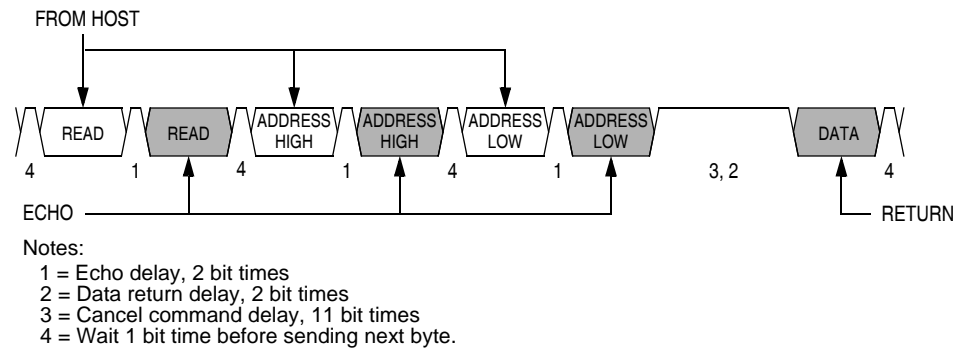 FROM HOST
READ READ ADDRESS HIGH ADDRESS HIGH ADDRESS LOW ADDRESS LOW DATA
4 1 4 1 4 1 3, 2 4
ECHO RETURN
Notes:
1 = Echo delay, 2 bit times
2 = Data return delay, 2 bit times
3 = Cancel command delay, 11 bit times
4 = Wait 1 bit time before sending next byte.